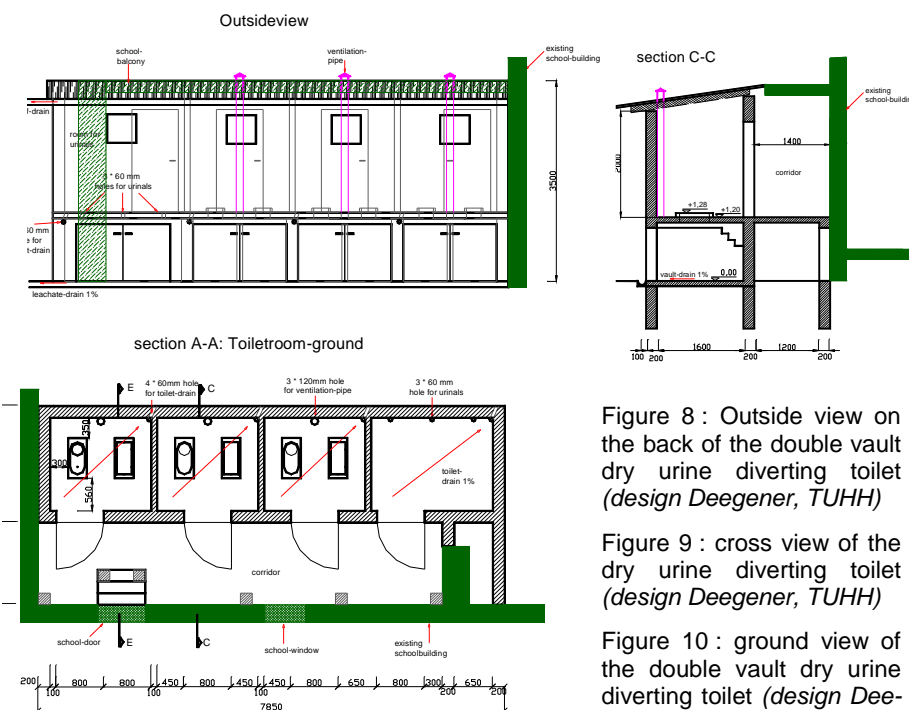 Outsideview
school-
balcony
ventilation-
pipe
existing
school-building
room for
urinals
* 60 mm
holes for urinals
3500
leachate-drain 1%
section C-C
existing
1400
corridor
+1,28
+1,20
vault-drain 1%
0.00
100
200
1600
200
1200
200
section A-A: Toiletroom-ground
E
4 * 60mm hole
for toilet-drain
C
3 * 120mm hole
for ventilation-pipe
3 * 60 mm
hole for urinals
350
300
560
toilet-
drain 1%
corridor
school-door
E
C
school-window
existing
schoolbuilding
200
100
800
800
100
450
800
450
100
450
800
650
800
300
200
650
200
7850
Figure 8 : Outside view on
the back of the double vault
dry urine diverting toilet
(design Deegener, TUHH)
Figure 9 : cross view of the
dry urine diverting toilet
(design Deegener, TUHH)
Figure 10 : ground view of
the double vault dry urine
diverting toilet (design Dee-